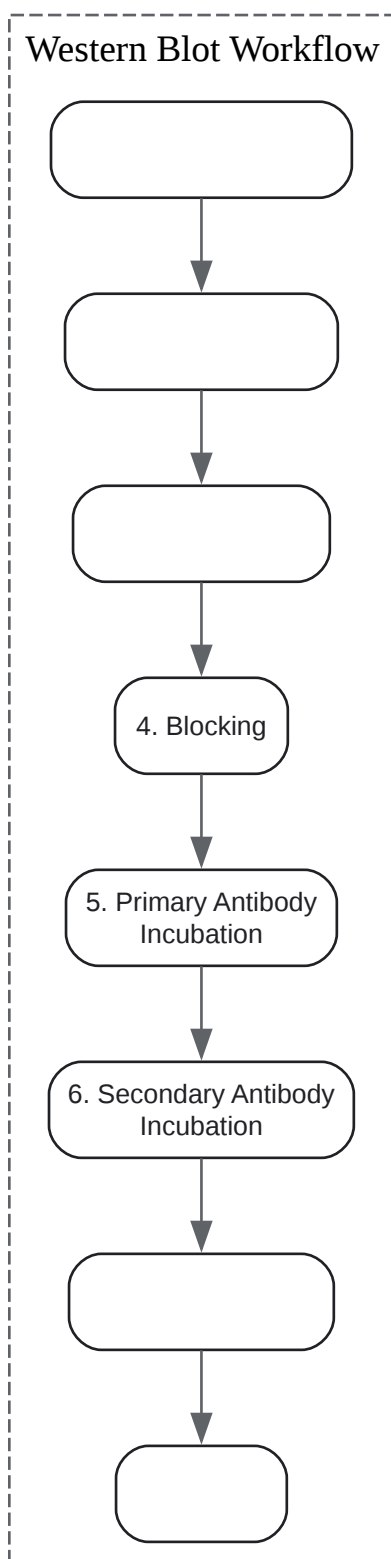 Western Blot Workflow
4. Blocking
5. Primary Antibody
Incubation
6. Secondary Antibody
Incubation